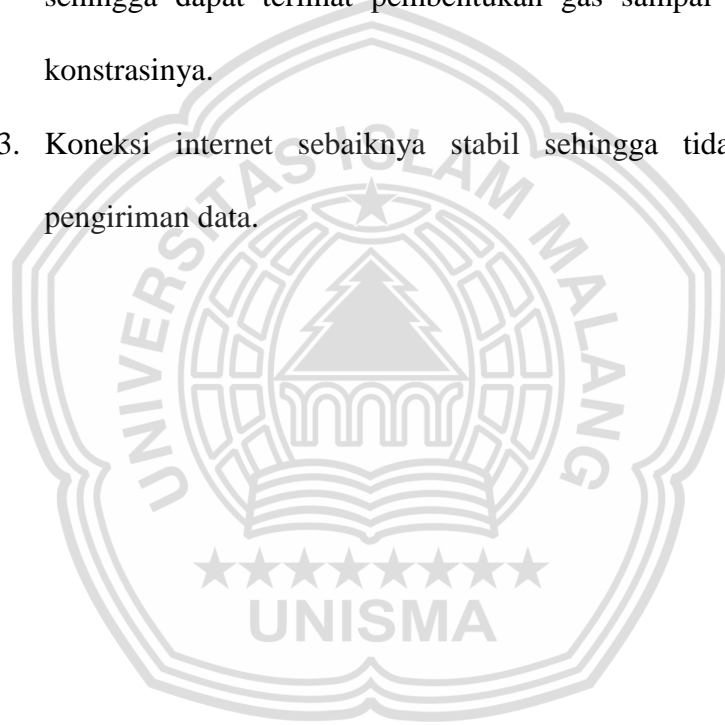 sehingga dapat terlihat pembentukan gas sampai
konstrasinya.
3. Koneksi internet sebaiknya stabil sehingga
pengiriman data.
UNIVERSITAS ISLAM MALANG
UNISMA